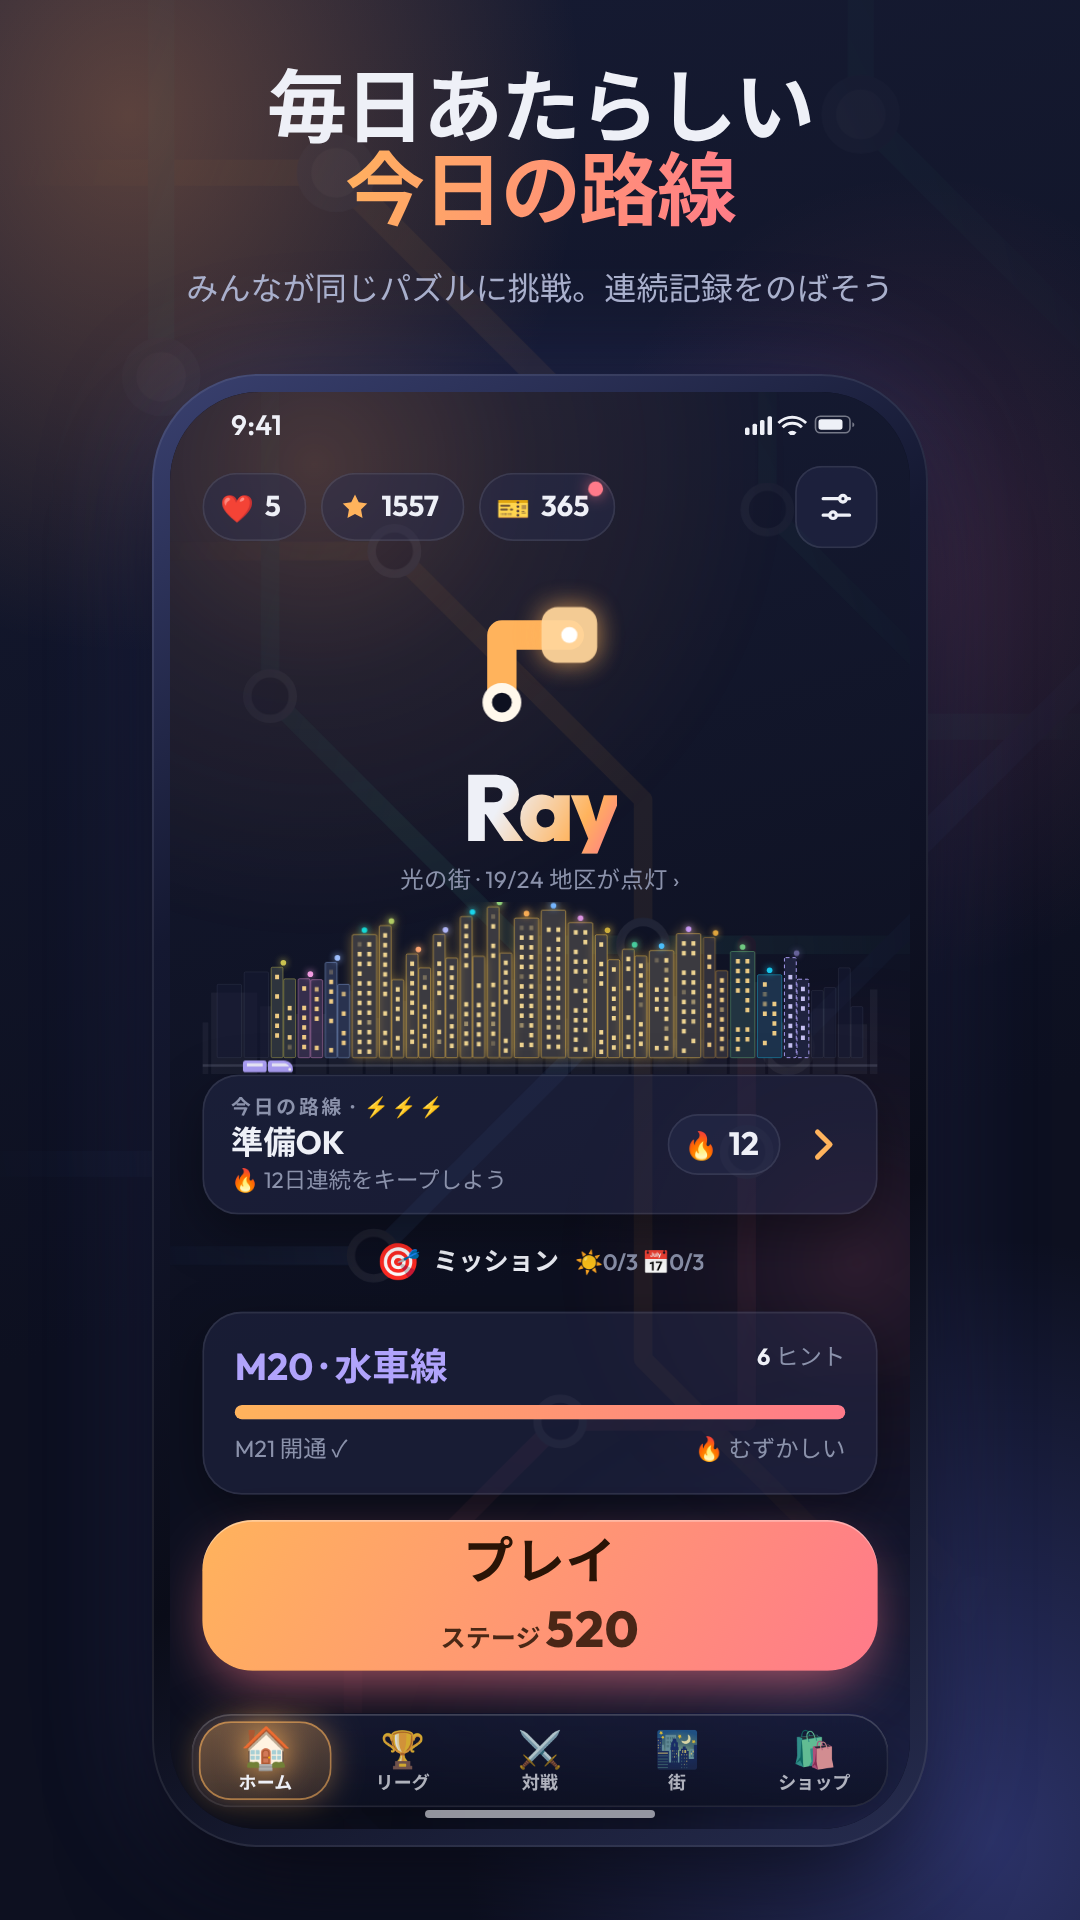 毎日あたらしい
今日の路線
みんなが同じパズルに挑戦。連続記録をのばそう
9:41
❤️ 5 ★ 1557 🎫 365
Ray
光の街 · 19/24 地区が点灯 ›
今日の路線 · ⚡⚡⚡
準備OK
🔥 12日連続をキープしよう
🔥 12
🎯 ミッション ☀️0/3 📅0/3
M20 · 水車線
6 ヒント
M21 開通 ✓
🔥 むずかしい
プレイ
ステージ 520
ホーム リーグ 対戦 街 ショップ